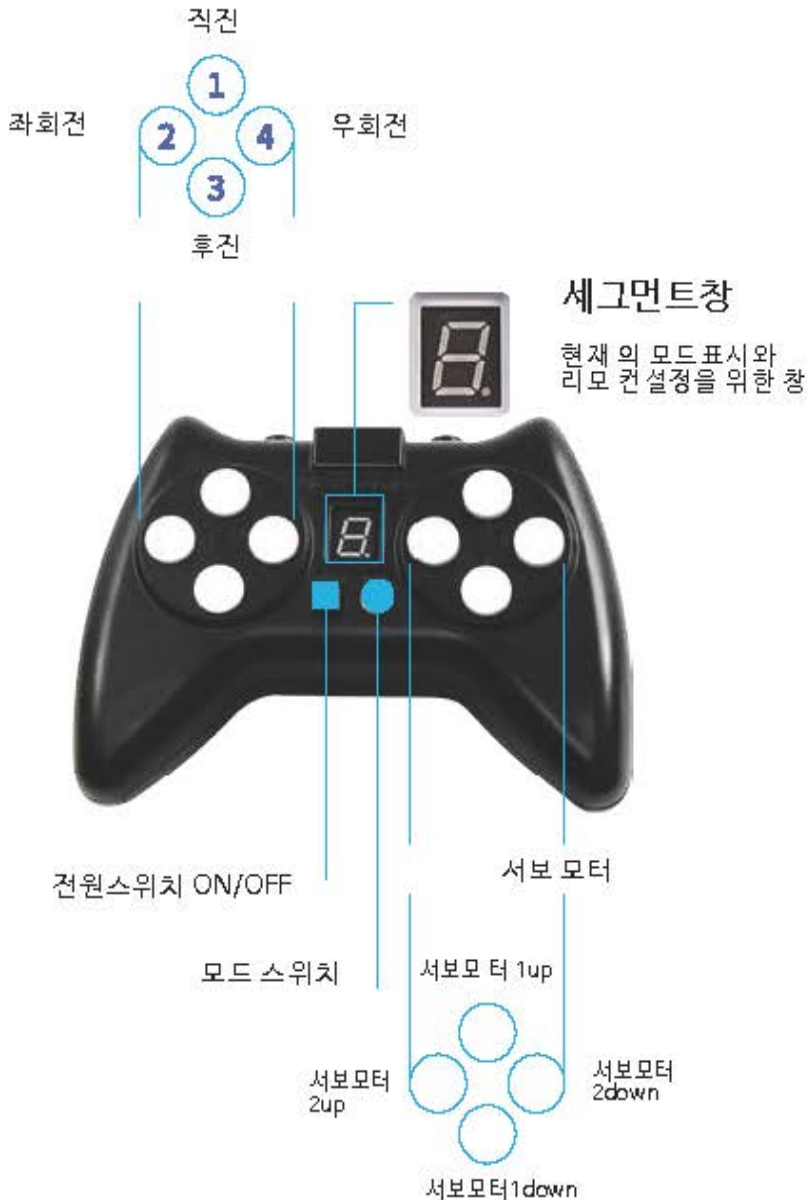 직진
1
좌회전
2
4
우회전
3
후진
세그먼트창
현재 의 모드표시와
리모 컨설정을 위한 창
8.
8.
전원스위치 ON/OFF
서보 모터
모드 스위치
서보모 터 1up
서보모터
2up
서보모터
2down
서보모터1down